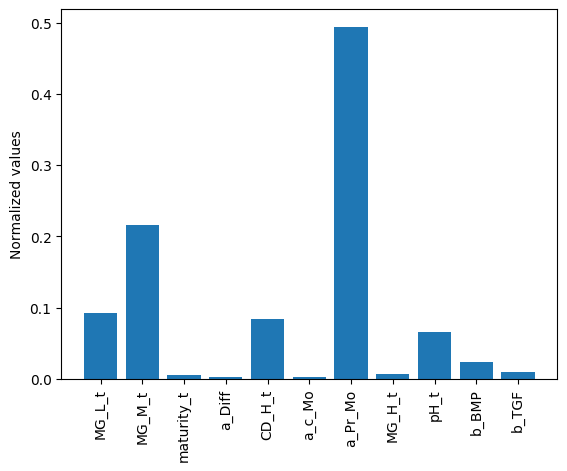 Normalized values
0.5
0.4
0.3
0.2
0.1
0.0
MG_L_t
MG_M_t
maturity_t
a_Diff
CD_H_t
a_c_Mo
a_Pr_Mo
MG_H_t
pH_t
b_BMP
b_TGF